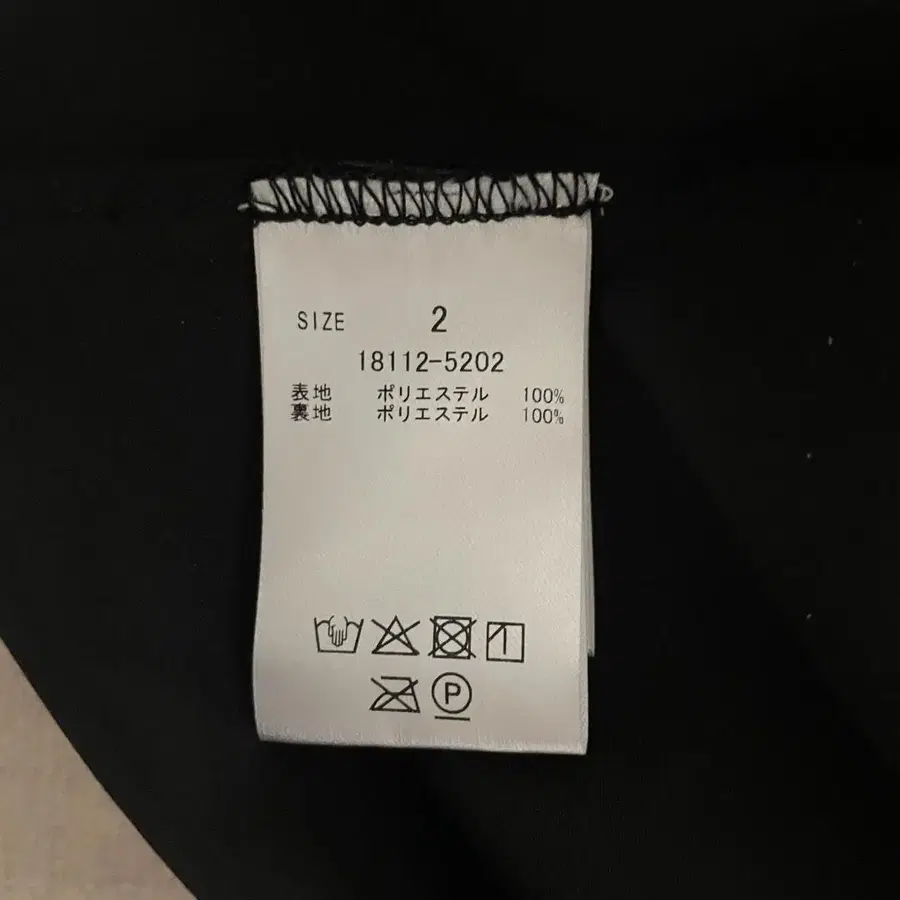 SIZE 2
18112-5202
表地 ポリエステル 100%
裏地 ポリエステル 100%
P